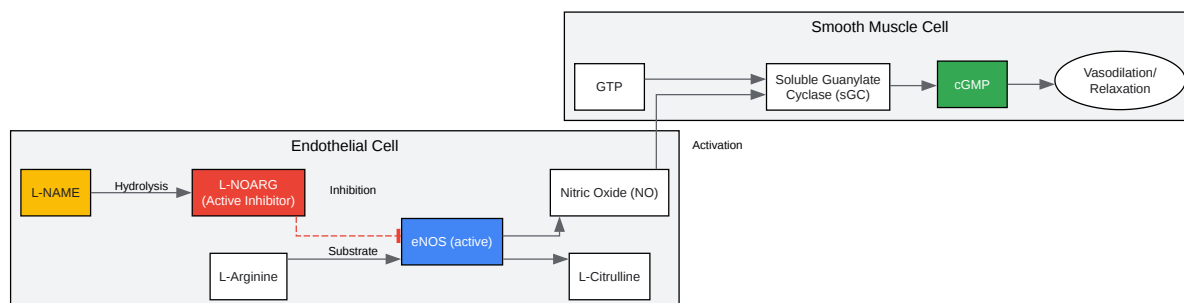 Smooth Muscle Cell
GTP
Soluble Guanylate
Cyclase (sGC)
cGMP
Vasodilation/
Relaxation
Endothelial Cell
Activation
L-NAME
Hydrolysis
L-NOARG
(Active Inhibitor)
Inhibition
Nitric Oxide (NO)
eNOS (active)
Substrate
L-Arginine
L-Citrulline